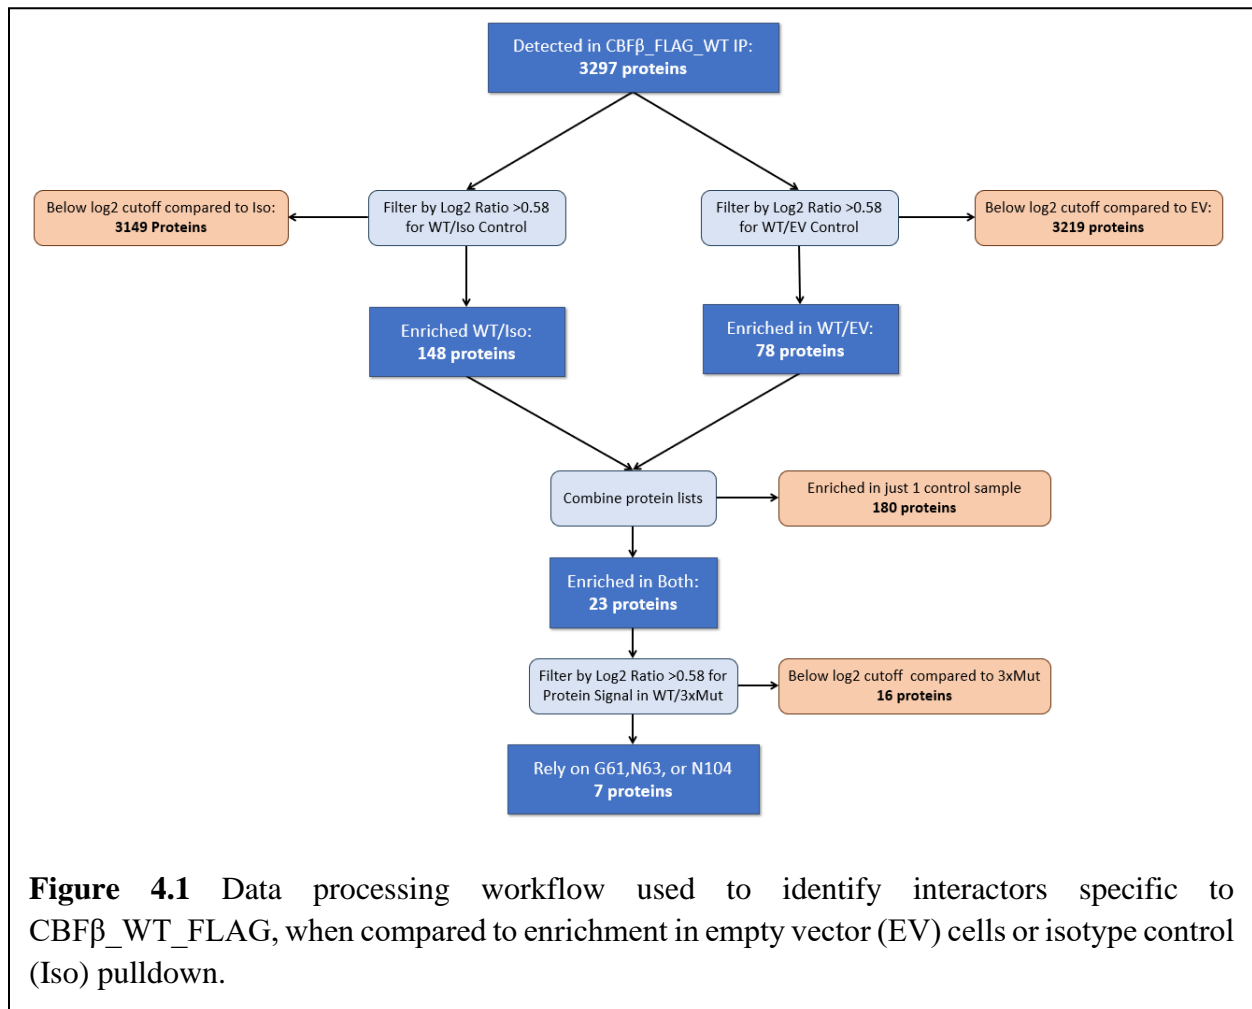 Detected in CBFβ_FLAG_WT IP:
3297 proteins
Below log2 cutoff compared to Iso:
3149 Proteins
Filter by Log2 Ratio >0.58
for WT/Iso Control
Filter by Log2 Ratio >0.58
for WT/EV Control
Below log2 cutoff compared to EV:
3219 proteins
Enriched WT/Iso:
148 proteins
Enriched in WT/EV:
78 proteins
Combine protein lists
Enriched in just 1 control sample
180 proteins
Enriched in Both:
23 proteins
Filter by Log2 Ratio >0.58 for
Protein Signal in WT/3xMut
Below log2 cutoff  compared to 3xMut
16 proteins
Rely on G61,N63, or N104
7 proteins
Figure 4.1 Data processing workflow used to identify interactors specific to
CBFβ_WT_FLAG, when compared to enrichment in empty vector (EV) cells or isotype control
(Iso) pulldown.